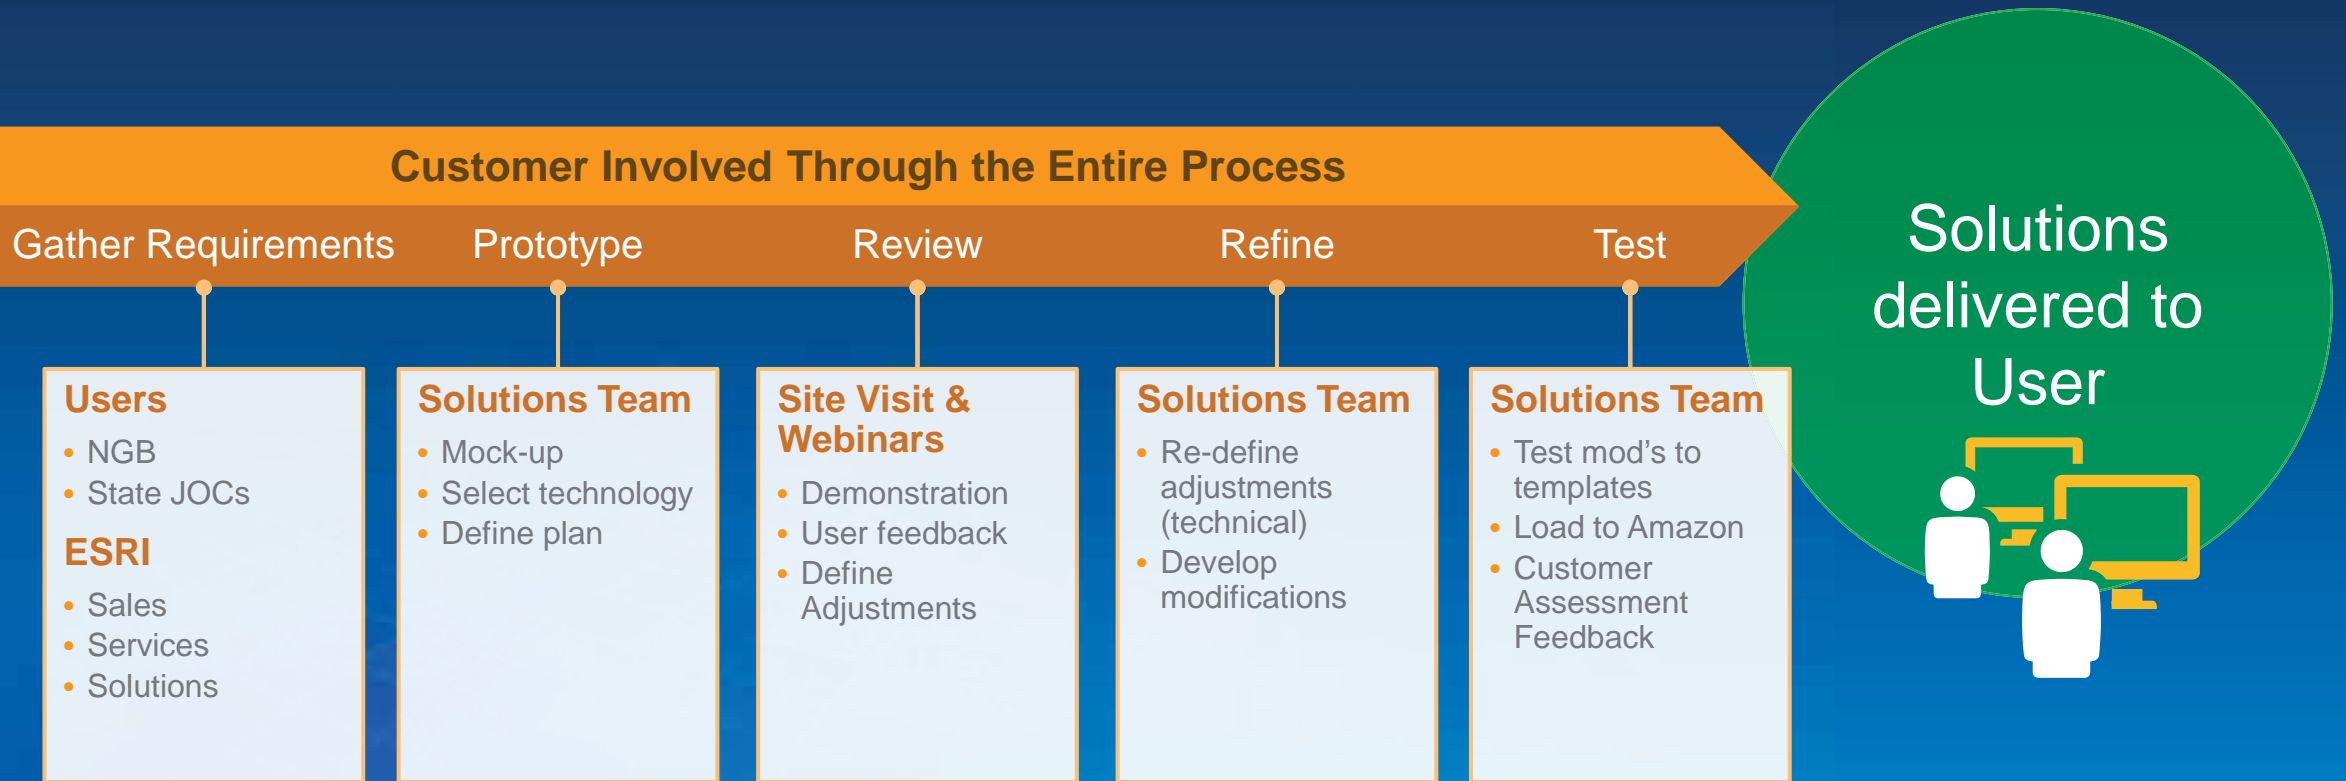 Customer Involved Through the Entire Process
Gather Requirements
Prototype
Review
Refine
Test
Users
• NGB
• State JOCs
ESRI
• Sales
• Services
• Solutions
Solutions Team
• Mock-up
• Select technology
• Define plan
Site Visit &
Webinars
• Demonstration
• User feedback
• Define
Adjustments
Solutions Team
• Re-define
adjustments
(technical)
• Develop
modifications
Solutions Team
• Test mod's to
templates
• Load to Amazon
• Customer
Assessment
Feedback
Solutions
delivered to
User